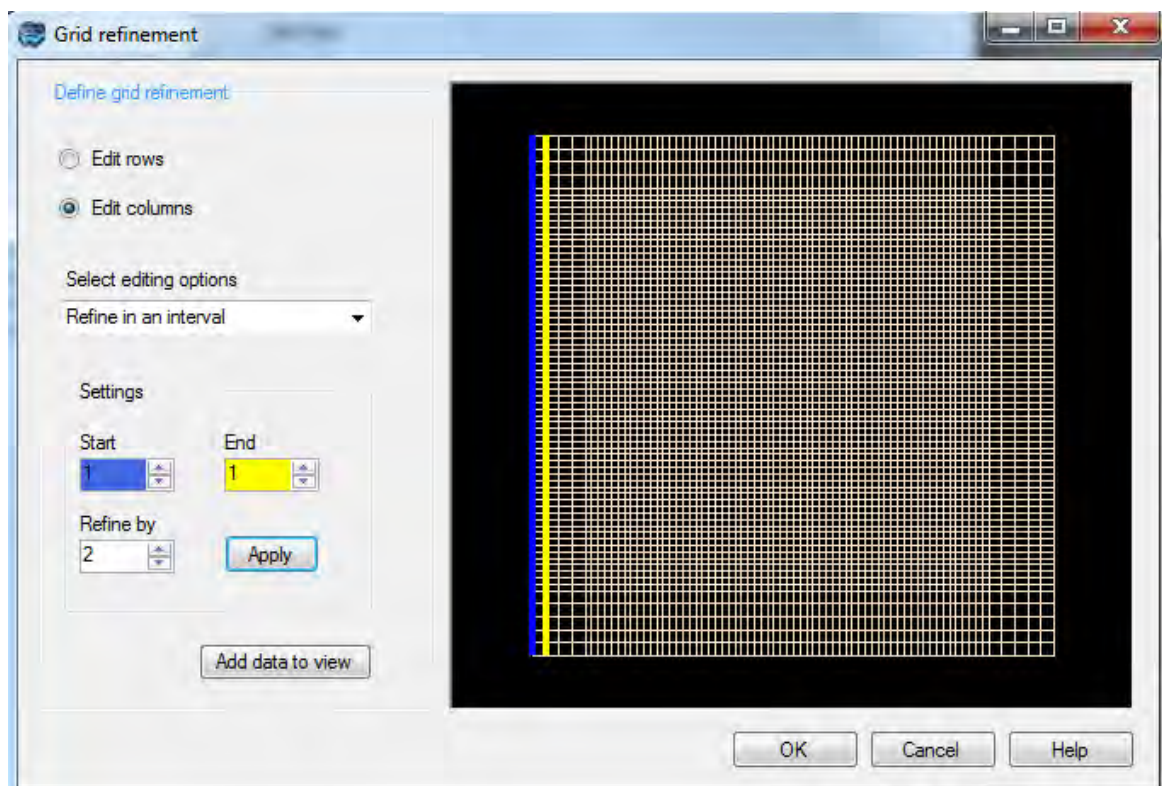 Grid refinement
Define grid refinement
Edit rows
Edit columns
Select editing options
Refine in an interval
Settings
Start End
1 1
Refine by
2 Apply
Add data to view
OK Cancel Help